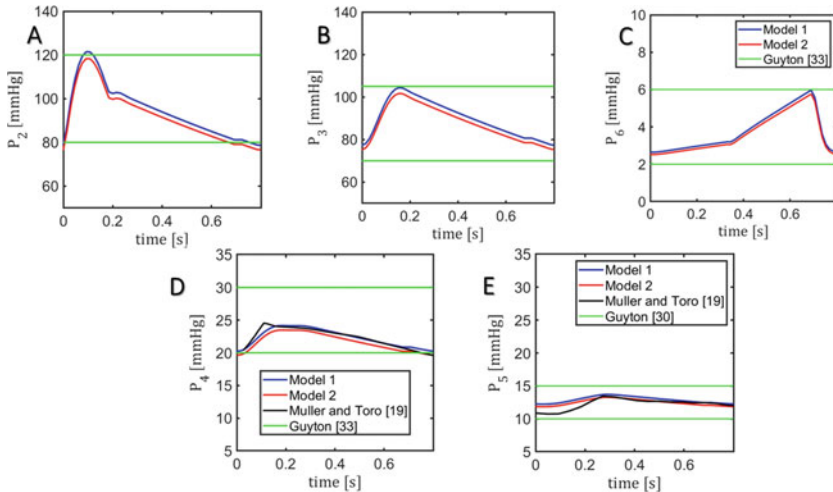 A
P2 [mmHg]
140
120
100
80
60
0
0.2
0.4
0.6
time [s]
B
P3 [mmHg]
140
120
100
80
60
0
0.2
0.4
0.6
time [s]
C
P6 [mmHg]
10
8
6
4
2
0
0
0.2
0.4
0.6
time [s]
Model 1
Model 2
Guyton [33]
D
P4 [mmHg]
35
30
25
20
15
10
5
0
0.2
0.4
0.6
time [s]
Model 1
Model 2
Muller and Toro [19]
Guyton [33]
E
P5 [mmHg]
35
30
25
20
15
10
5
0
0.2
0.4
0.6
time [s]
Model 1
Model 2
Muller and Toro [19]
Guyton [30]